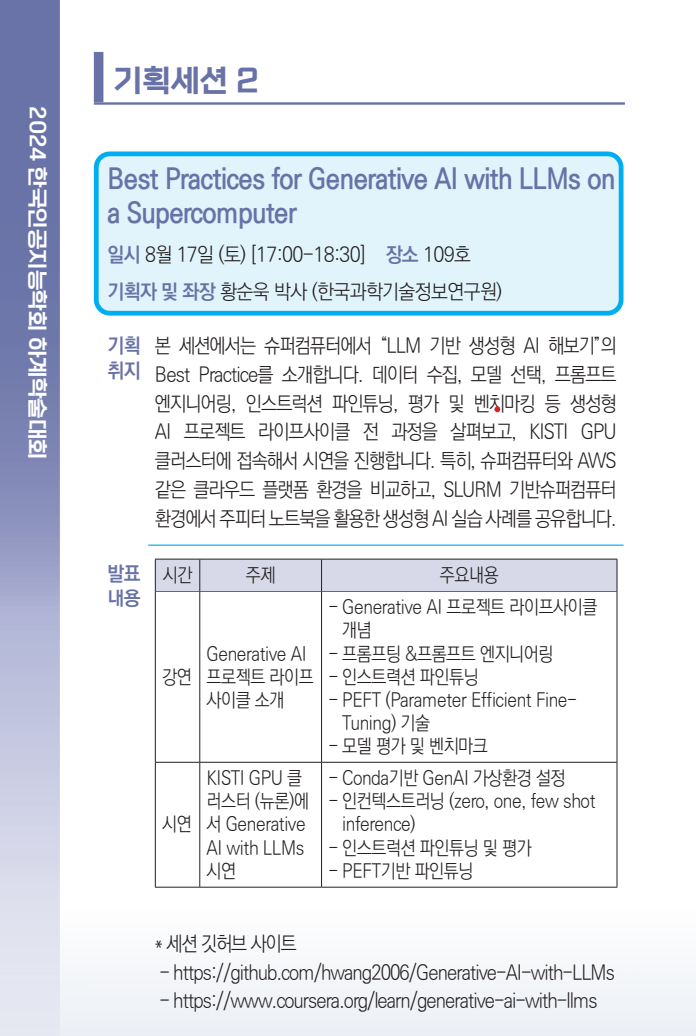 2024 한국인공지능학회 하계학술대회
기획세션 2
Best Practices for Generative AI with LLMs on
a Supercomputer
일시 8월 17일 (토) [17:00-18:30] 장소 109호
기획자 및 좌장 황순욱 박사 (한국과학기술정보연구원)
기획
취지
본 세션에서는 슈퍼컴퓨터에서 “LLM 기반 생성형 AI 해보기”의
Best Practice를 소개합니다. 데이터 수집, 모델 선택, 프롬프트
엔지니어링, 인스트럭션 파인튜닝, 평가 및 벤치마킹 등 생성형
AI 프로젝트 라이프사이클 전 과정을 살펴보고, KISTI GPU
클러스터에 접속해서 시연을 진행합니다. 특히, 슈퍼컴퓨터와 AWS
같은 클라우드 플랫폼 환경을 비교하고, SLURM 기반슈퍼컴퓨터
환경에서 주피터 노트북을 활용한 생성형 AI 실습 사례를 공유합니다.
발표
내용
시간 주제 주요내용
강연
Generative AI
프로젝트 라이프
사이클 소개
- Generative AI 프로젝트 라이프사이클
개념
- 프롬프팅 &프롬프트 엔지니어링
- 인스트력션 파인튜닝
- PEFT (Parameter Efficient Fine-
Tuning) 기술
- 모델 평가 및 벤치마크
시연
KISTI GPU 클
러스터 (뉴론)에
서 Generative
AI with LLMs
시연
- Conda기반 GenAI 가상환경 설정
- 인컨텍스트러닝 (zero, one, few shot
inference)
- 인스트럭션 파인튜닝 및 평가
- PEFT기반 파인튜닝
* 세션 깃허브 사이트
- https://github.com/hwang2006/Generative-AI-with-LLMs
- https://www.coursera.org/learn/generative-ai-with-llms